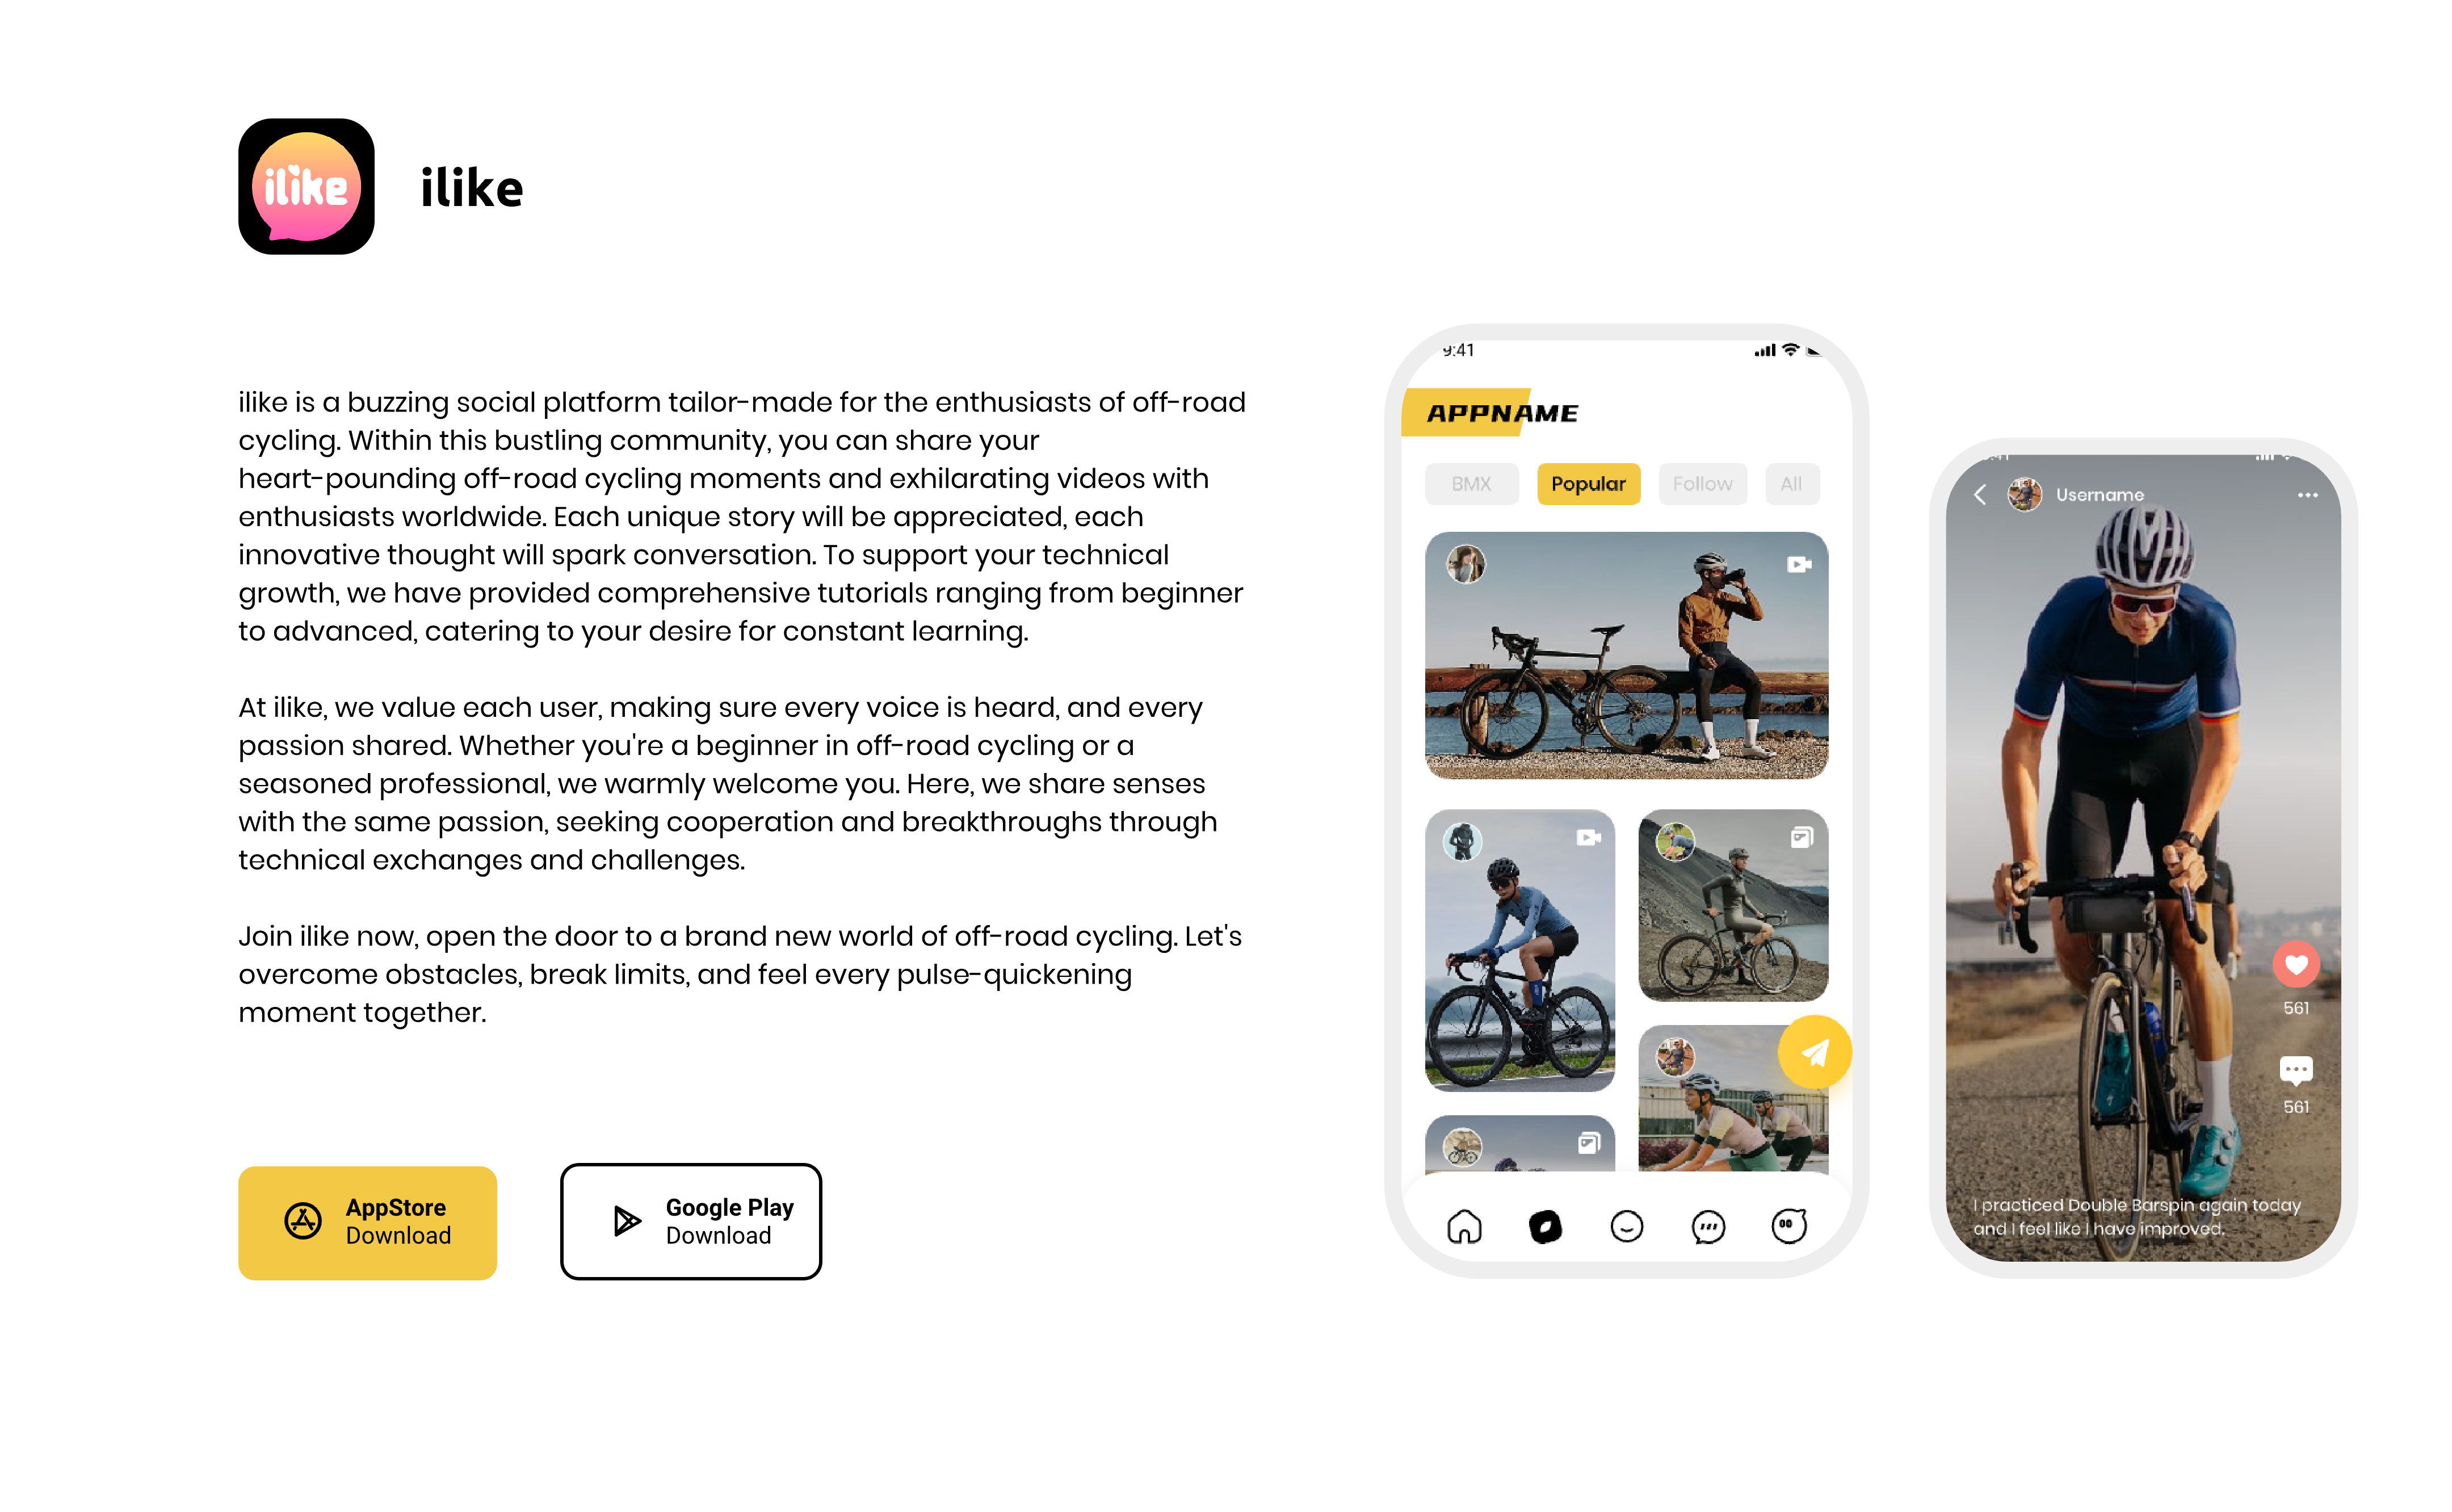 ilike
ilike
ilike is a buzzing social platform tailor-made for the enthusiasts of off-road
cycling. Within this bustling community, you can share your
heart-pounding off-road cycling moments and exhilarating videos with
enthusiasts worldwide. Each unique story will be appreciated, each
innovative thought will spark conversation. To support your technical
growth, we have provided comprehensive tutorials ranging from beginner
to advanced, catering to your desire for constant learning.
At ilike, we value each user, making sure every voice is heard, and every
passion shared. Whether you're a beginner in off-road cycling or a
seasoned professional, we warmly welcome you. Here, we share senses
with the same passion, seeking cooperation and breakthroughs through
technical exchanges and challenges.
Join ilike now, open the door to a brand new world of off-road cycling. Let's
overcome obstacles, break limits, and feel every pulse-quickening
moment together.
AppStore
Download
Google Play
Download
9:41
APPNAME
BMX Popular Follow All
Username
561
561
I practiced Double Barspin again today
and I feel like I have improved.